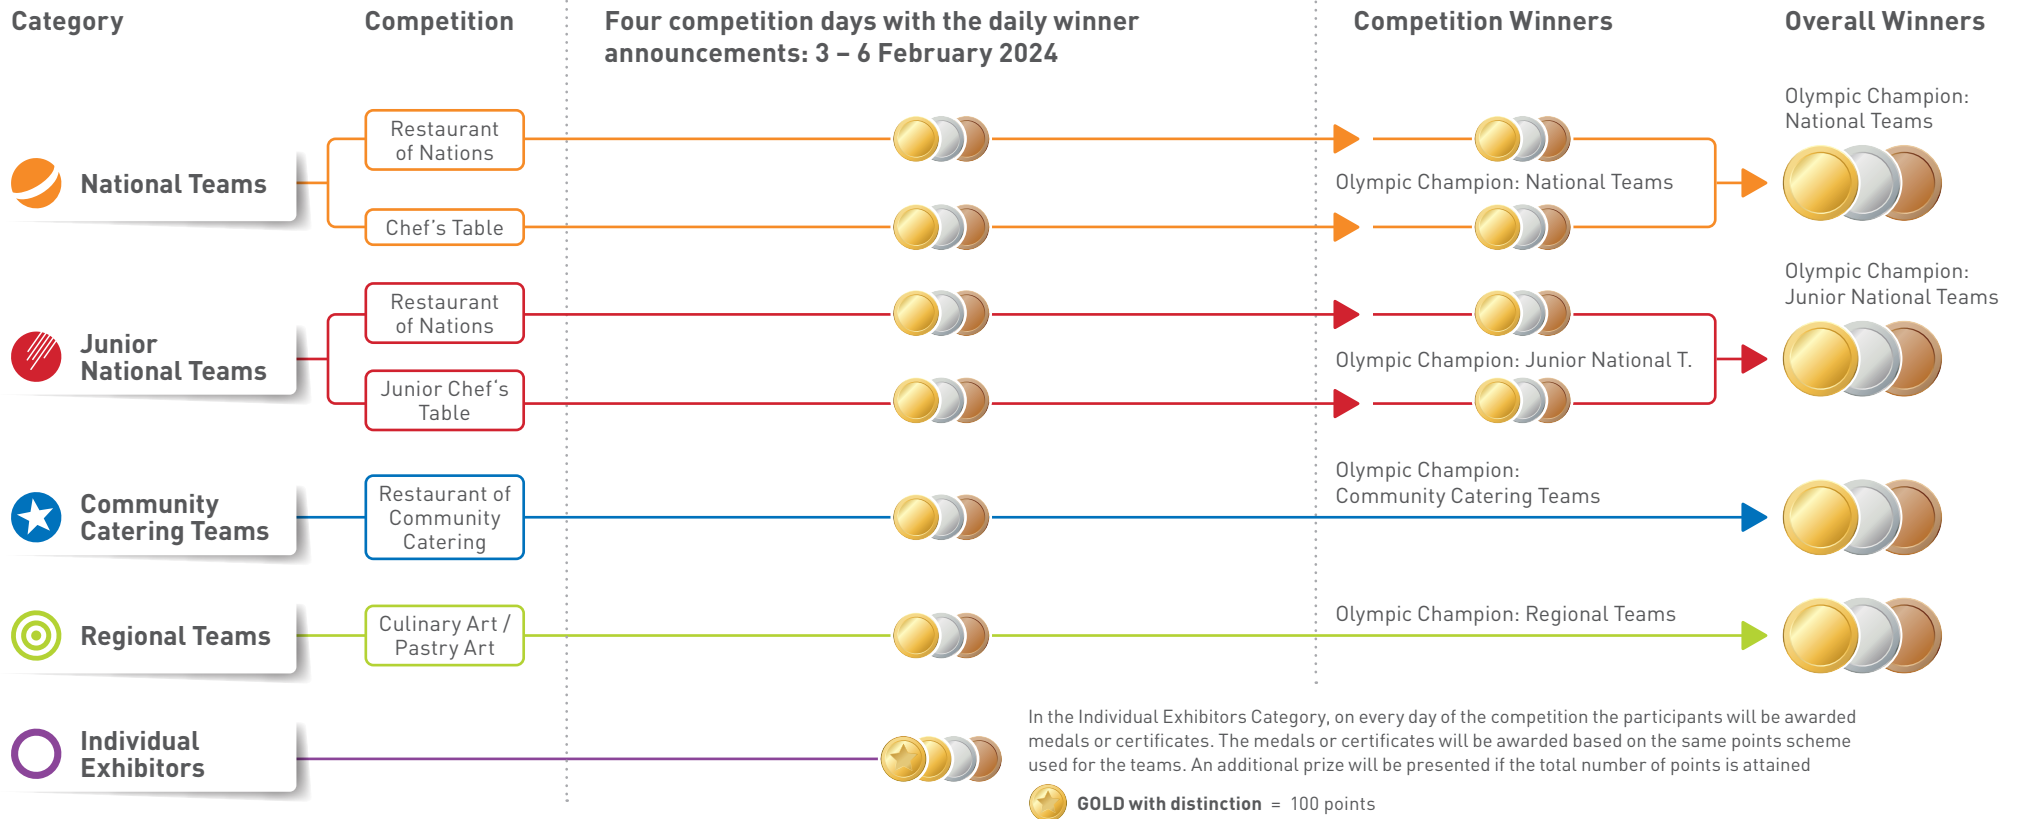 Category
Competition
Four competition days with the daily winner
announcements: 3 – 6 February 2024
Competition Winners
Overall Winners
National Teams
Restaurant
of Nations
Chef's Table
Olympic Champion: National Teams
Olympic Champion:
National Teams
Junior
National Teams
Restaurant
of Nations
Junior Chef‘s
Table
Olympic Champion: Junior National T.
Olympic Champion:
Junior National Teams
Community
Catering Teams
Restaurant of
Community
Catering
Olympic Champion:
Community Catering Teams
Regional Teams
Culinary Art /
Pastry Art
Olympic Champion: Regional Teams
Individual
Exhibitors
In the Individual Exhibitors Category, on every day of the competition the participants will be awarded
medals or certificates. The medals or certificates will be awarded based on the same points scheme
used for the teams. An additional prize will be presented if the total number of points is attained
GOLD with distinction = 100 points